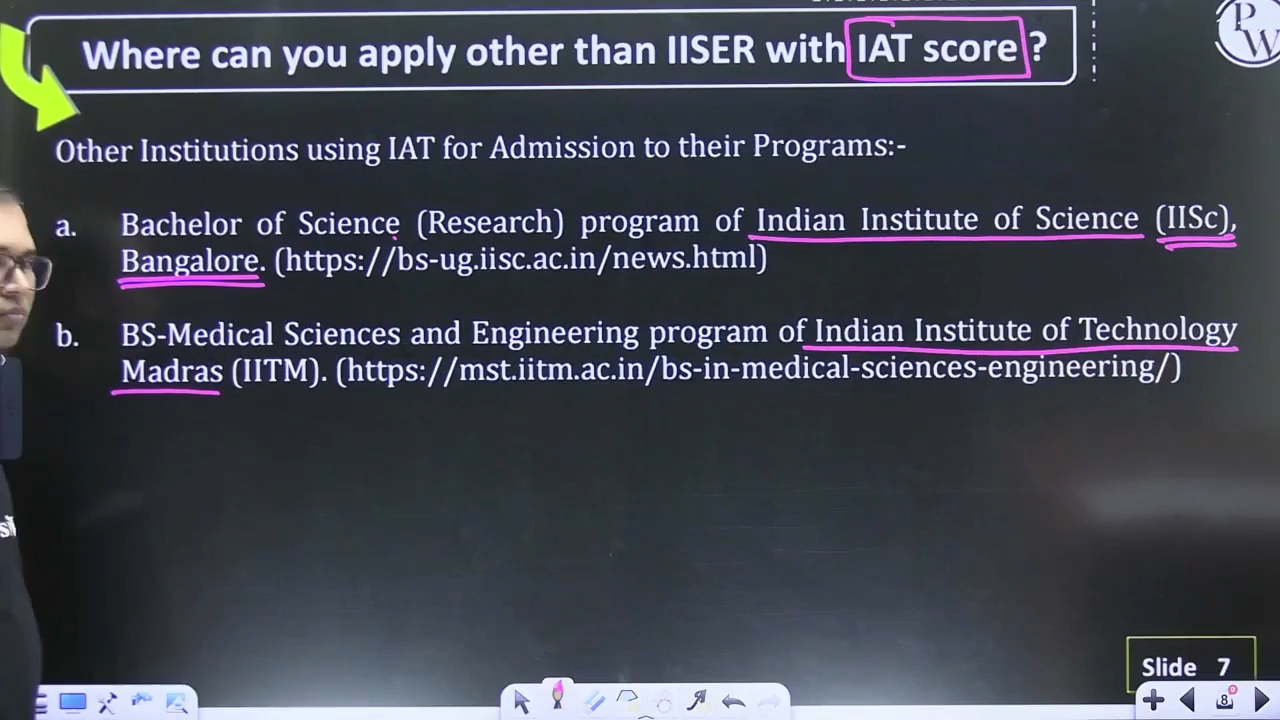 Where can you apply other than IISER with IAT score ?
PW
Other Institutions using IAT for Admission to their Programs:-
a. Bachelor of Science (Research) program of Indian Institute of Science (IISc),
Bangalore. (https://bs-ug.iisc.ac.in/news.html)
b. BS-Medical Sciences and Engineering program of Indian Institute of Technology
Madras (IITM). (https://mst.iitm.ac.in/bs-in-medical-sciences-engineering/)
Slide 7
8